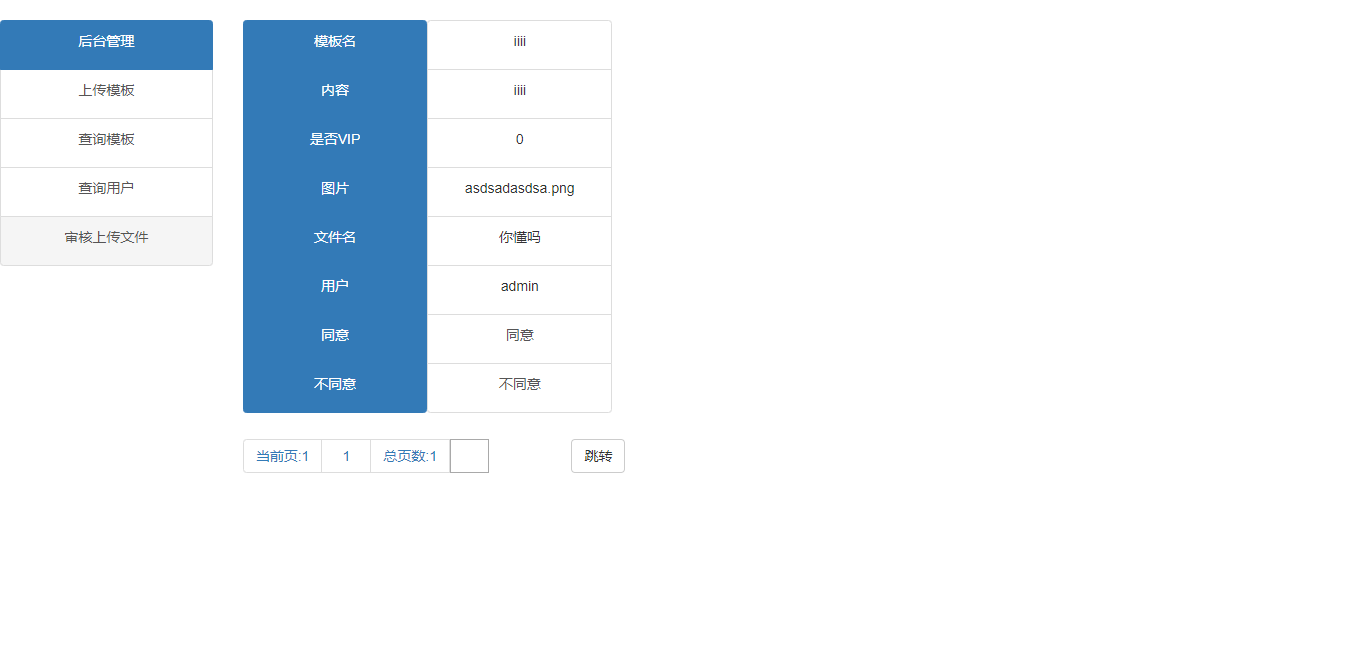 后台管理
上传模板
查询模板
查询用户
审核上传文件
模板名 iiii
内容 iiii
是否VIP 0
图片 asdsadasdsa.png
文件名 你懂吗
用户 admin
同意 同意
不同意 不同意
当前页:1 1 总页数:1 跳转